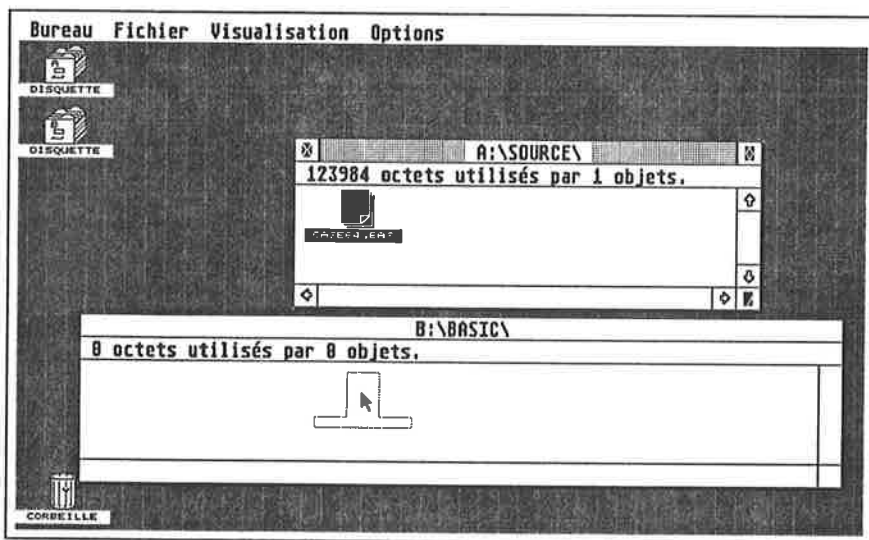 Bureau Fichier Visualisation Options
A
DISQUETTE
B
DISQUETTE
A:\SOURCE\
123984 octets utilisés par 1 objets.
B:\BASIC\
0 octets utilisés par 0 objets.
CORBEILLE